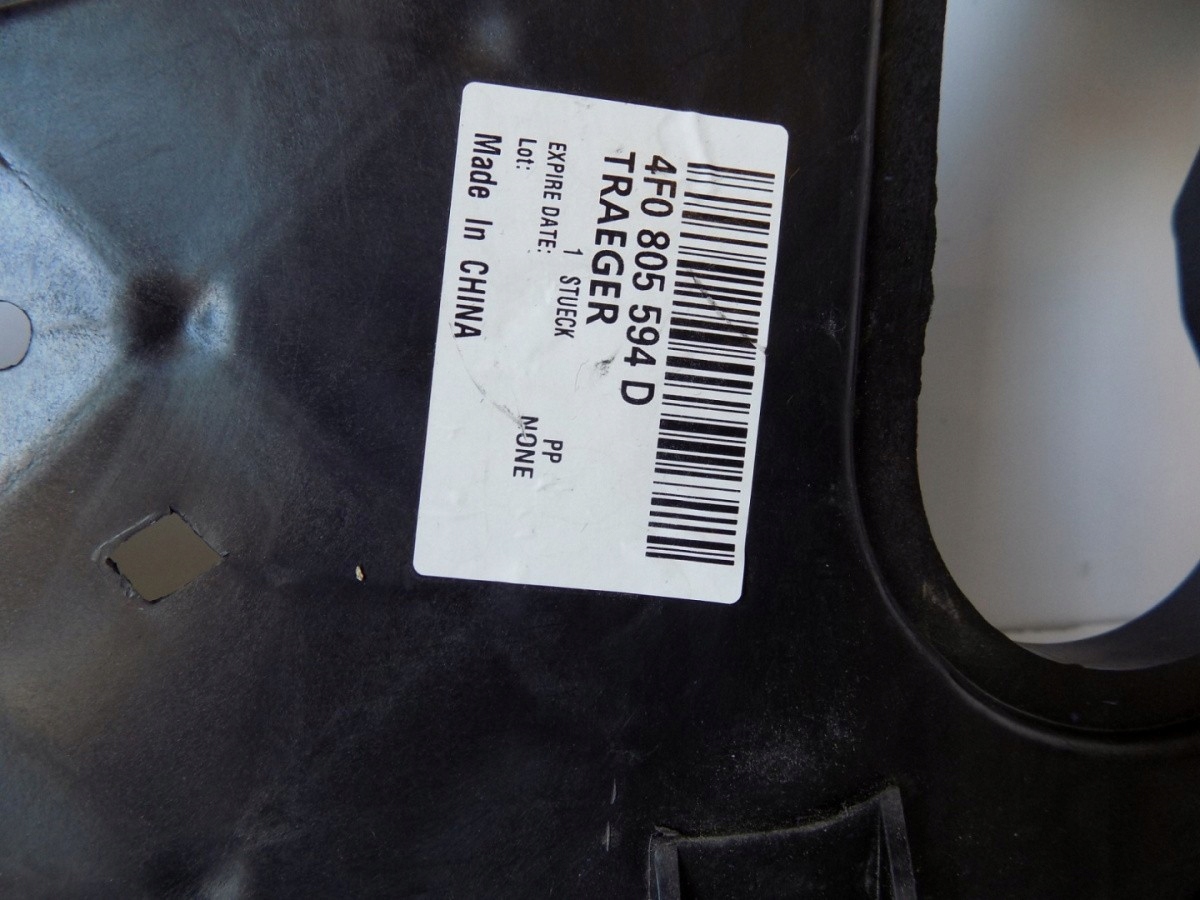 4F0 805 594 D
TRAEGER
1 STUECK PP
EXPIRE DATE: NONE
Lot:
Made In CHINA